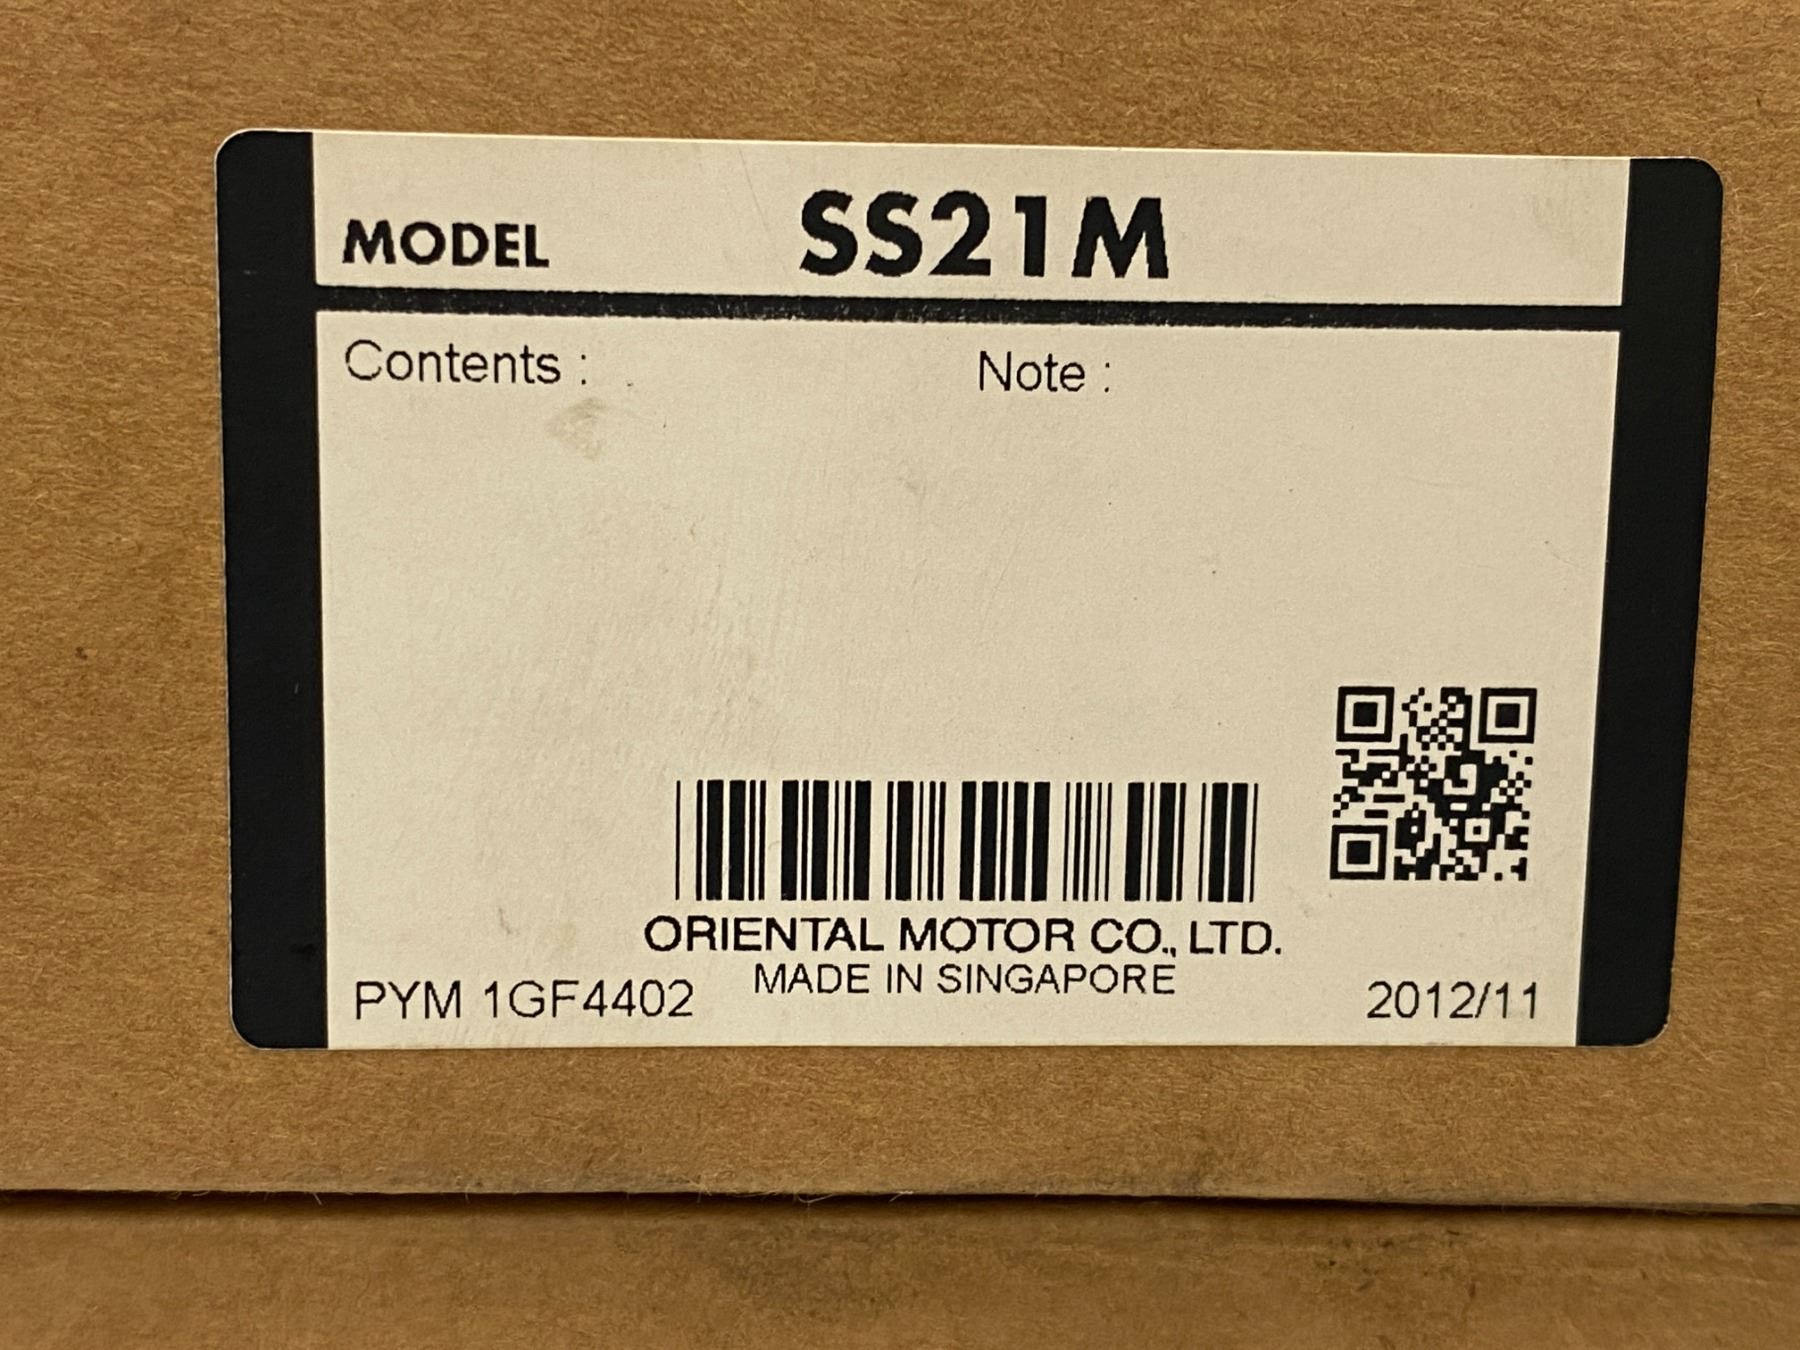 MODEL SS21M
Contents : Note :
ORIENTAL MOTOR CO., LTD.
MADE IN SINGAPORE
PYM 1GF4402 2012/11